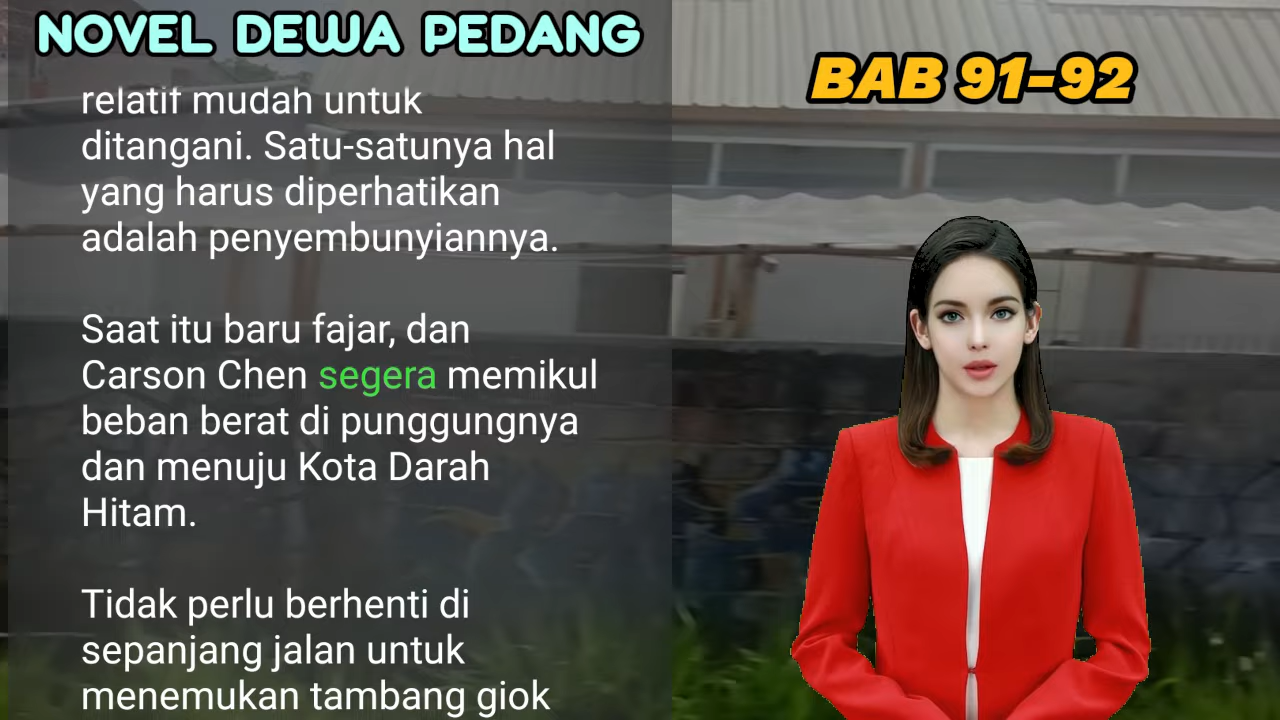 NOVEL DEWA PEDANG
relatif mudah untuk
ditangani. Satu-satunya hal
yang harus diperhatikan
adalah penyembunyiannya.
Saat itu baru fajar, dan
Carson Chen segera memikul
beban berat di punggungnya
dan menuju Kota Darah
Hitam.
Tidak perlu berhenti di
sepanjang jalan untuk
menemukan tambang giok
BAB 91-92